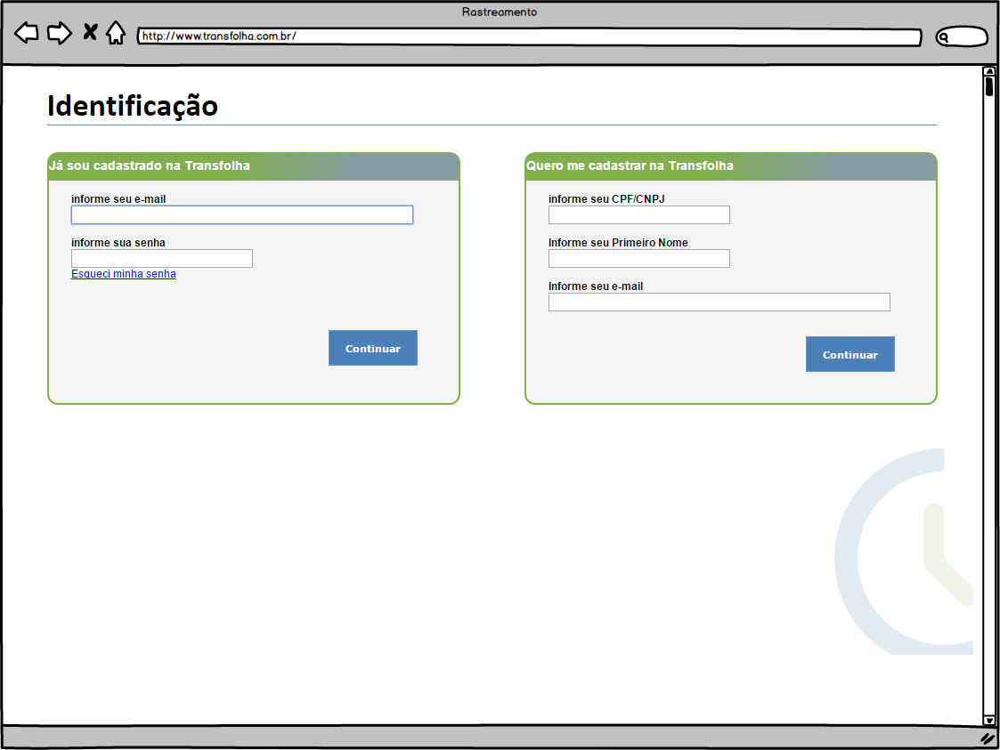 Rastreamento
http://www.transfolha.com.br/
Identificação
Já sou cadastrado na Transfolha
informe seu e-mail
informe sua senha
Esqueci minha senha
Continuar
Quero me cadastrar na Transfolha
informe seu CPF/CNPJ
Informe seu Primeiro Nome
Informe seu e-mail
Continuar